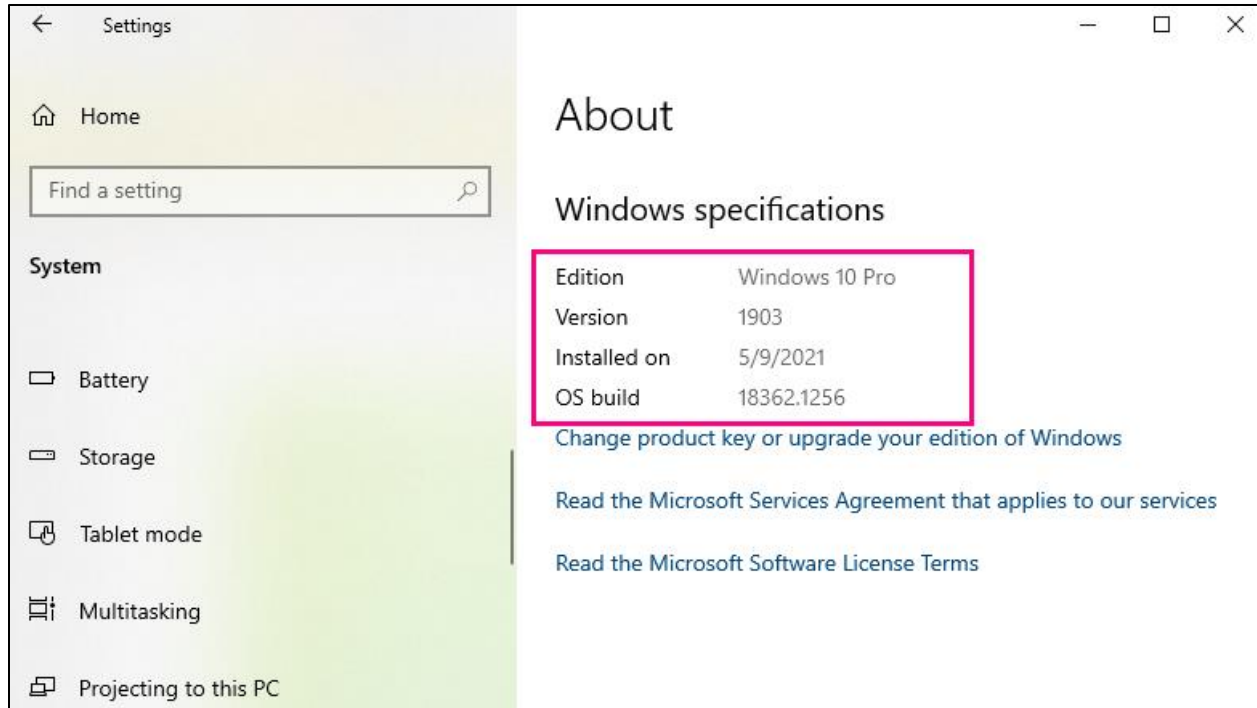 Settings
Home
Find a setting
System
Battery
Storage
Tablet mode
Multitasking
Projecting to this PC
About
Windows specifications
Edition Windows 10 Pro
Version 1903
Installed on 5/9/2021
OS build 18362.1256
Change product key or upgrade your edition of Windows
Read the Microsoft Services Agreement that applies to our services
Read the Microsoft Software License Terms